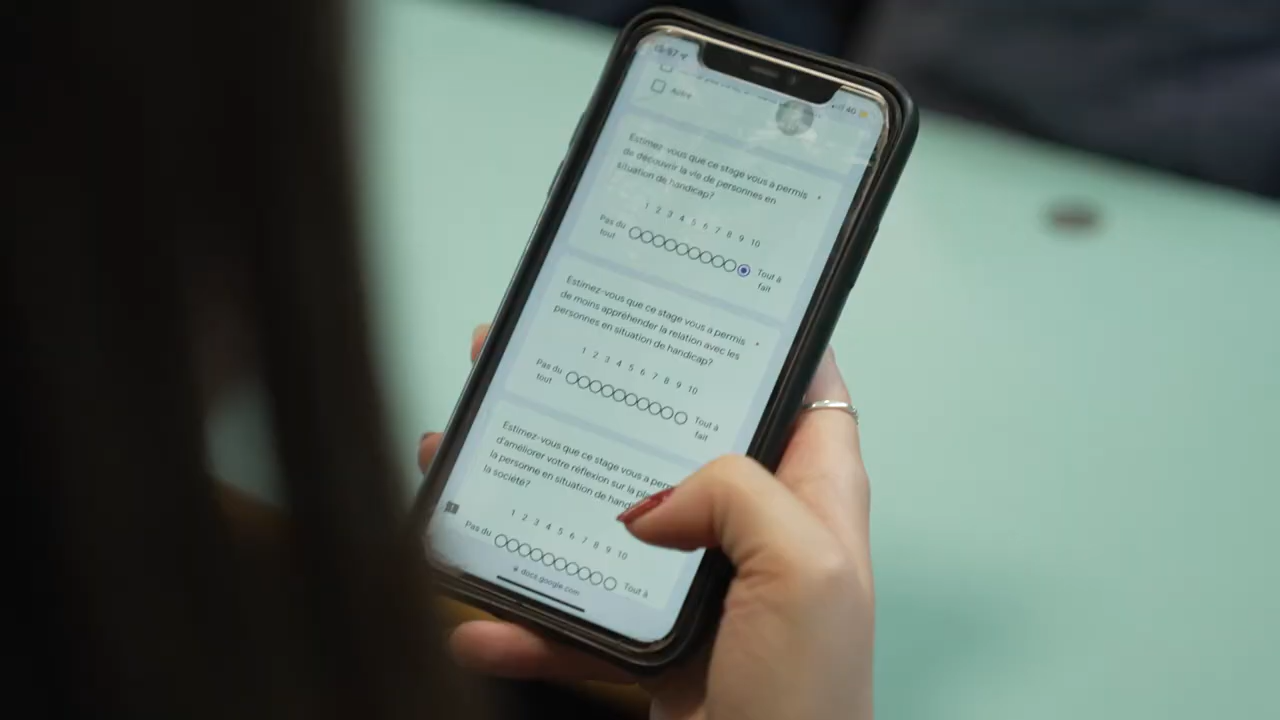 Autre
4G
Estimez-vous que ce stage vous a permis
de découvrir la vie de personnes en
situation de handicap?
*
1 2 3 4 5 6 7 8 9 10
Pas du
tout
Tout à
fait
Estimez-vous que ce stage vous a permis
de moins appréhender la relation avec les
personnes en situation de handicap?
*
1 2 3 4 5 6 7 8 9 10
Pas du
tout
Tout à
fait
Estimez-vous que ce stage vous a
d'améliorer votre réflexion sur la
la personne en situation de
la société?
1 2 3 4 5 6 7 8 9 10
Pas du
Tout à
docs.google.com